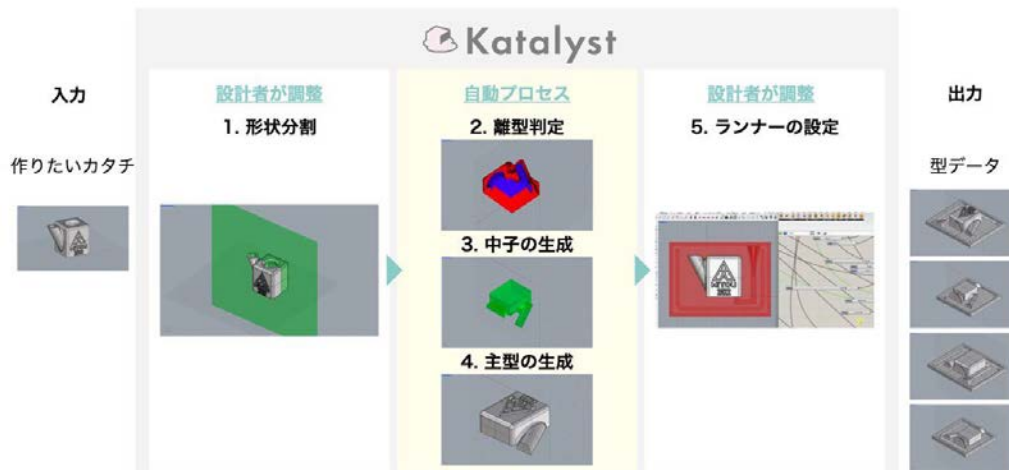 Katalyst
入力
作りたいカタチ
設計者が調整
1. 形状分割
自動プロセス
2. 離型判定
3. 中子の生成
4. 主型の生成
設計者が調整
5. ランナーの設定
出力
型データ